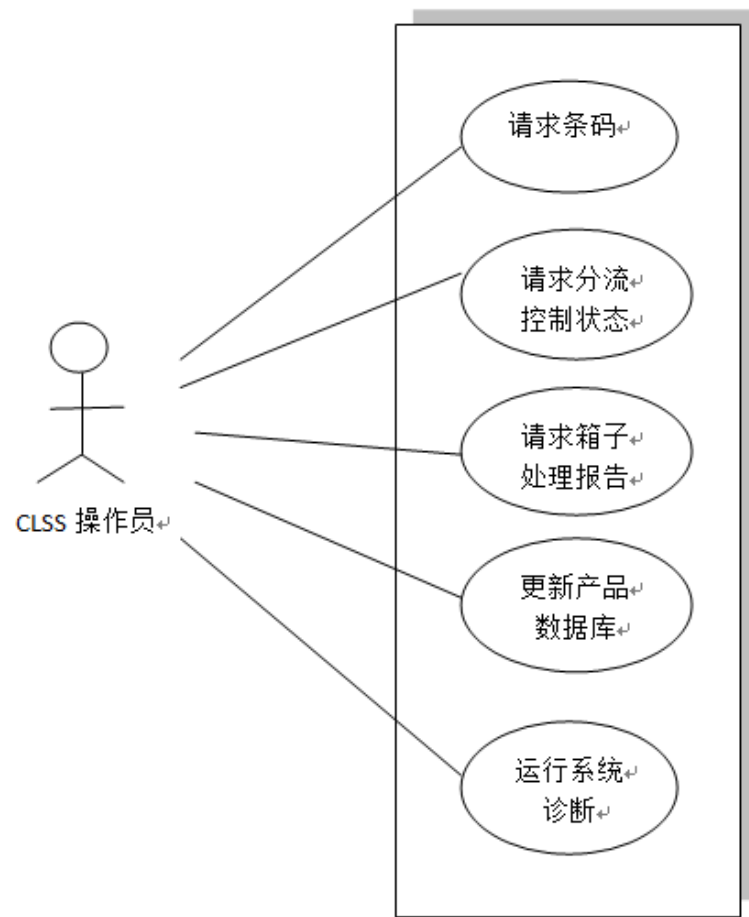 请求条码
请求分流
控制状态
请求箱子
处理报告
CLSS 操作员
更新产品
数据库
运行系统
诊断